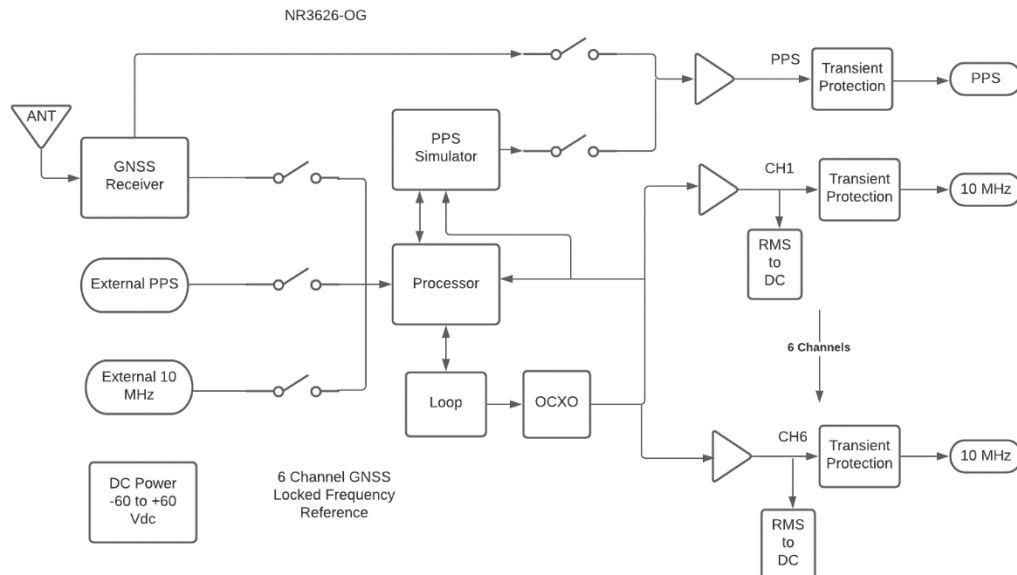 NR3626-OG
PPS
Transient
Protection
PPS
ANT
GNSS
Receiver
PPS
Simulator
CH1
Transient
Protection
10 MHz
RMS
to
DC
External PPS
Processor
6 Channels
External 10
MHz
Loop
OCXO
CH6
Transient
Protection
10 MHz
DC Power
-60 to +60
Vdc
6 Channel GNSS
Locked Frequency
Reference
RMS
to
DC